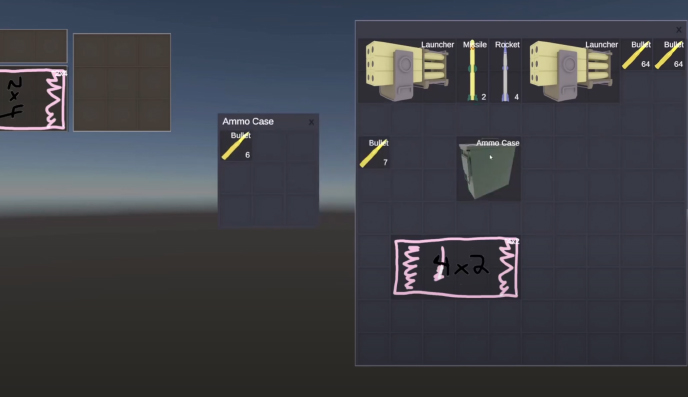 Launcher
Missile
2
Rocket
4
Launcher
Bullet
64
Bullet
64
2x4
Ammo Case
X
Bullet
6
X
Bullet
7
Ammo Case
4x2